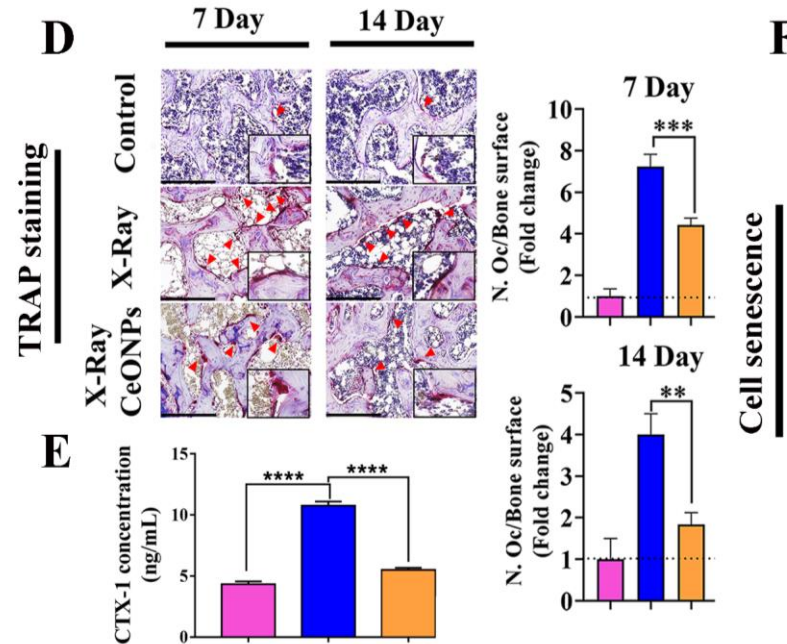 D
7 Day
14 Day
TRAP staining
Control
X-Ray
X-Ray
CeONPs
7 Day
N. Oc/Bone surface
(Fold change)
10
8
6
4
2
0
***
14 Day
N. Oc/Bone surface
(Fold change)
5
4
3
2
1
0
**
E
CTX-1 concentration
(ng/mL)
15
10
5
0
****
****
F
Cell senescence